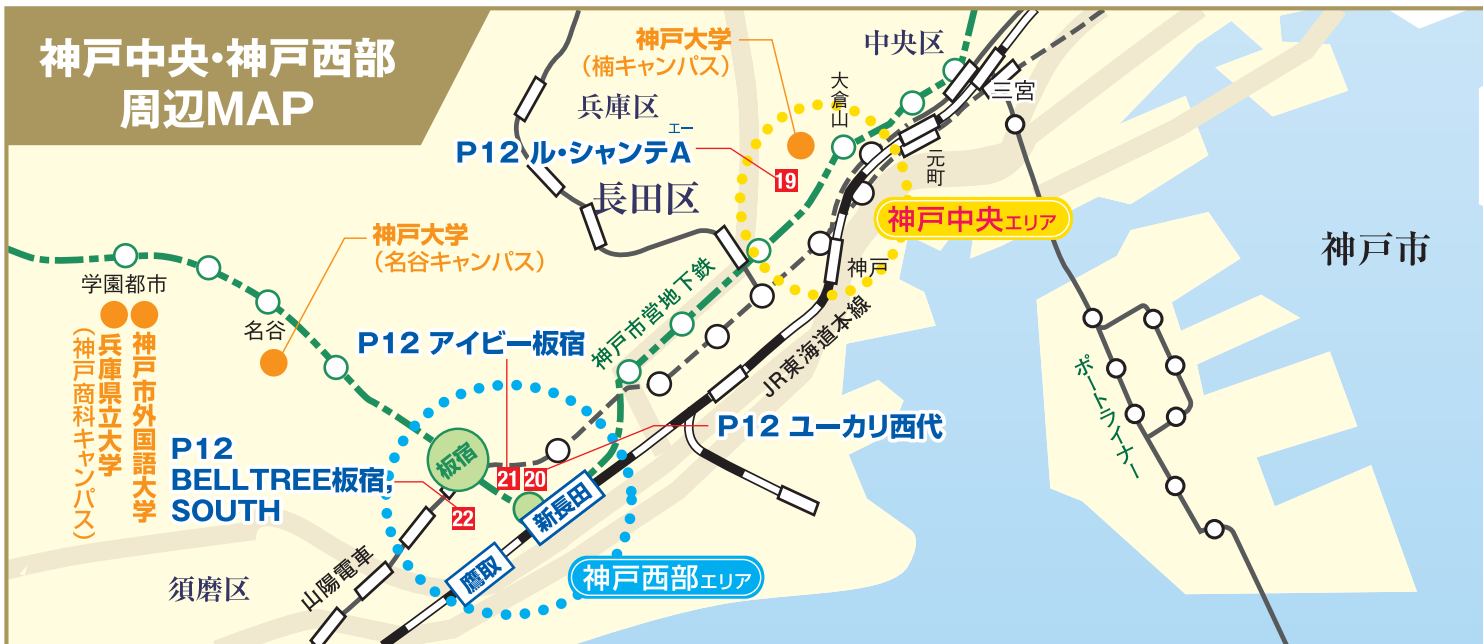 神戸中央・神戸西部
周辺MAP
神戸大学
(楠キャンパス)
中央区
兵庫区
大倉山
三宮
元町
エー
P12 ル・シャンテA
19
長田区
神戸中央エリア
神戸市
神戸大学
(名谷キャンパス)
学園都市
名谷
神戸市外国語大学
兵庫県立大学
(神戸商科キャンパス)
神戸市営地下鉄
神戸
JR東海道本線
ポートライナー
P12 アイビー板宿
P12 ユーカリ西代
P12
BELLTREE板宿,
SOUTH
板宿
21
20
22
新長田
鷹取
神戸西部エリア
山陽電車
須磨区